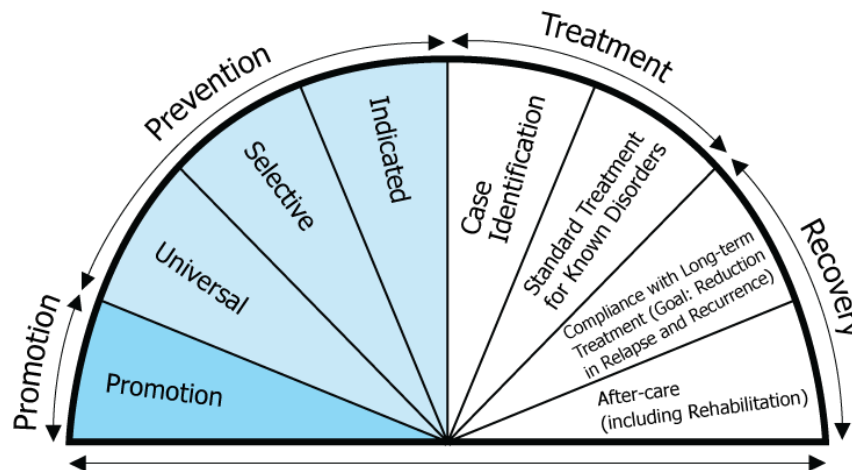 Promotion
Prevention
Treatment
Recovery
Promotion
Universal
Selective
Indicated
Case
Identification
Standard Treatment
for Known Disorders
Compliance with Long-term
Treatment (Goal: Reduction
in Relapse and Recurrence)
After-care
(including Rehabilitation)